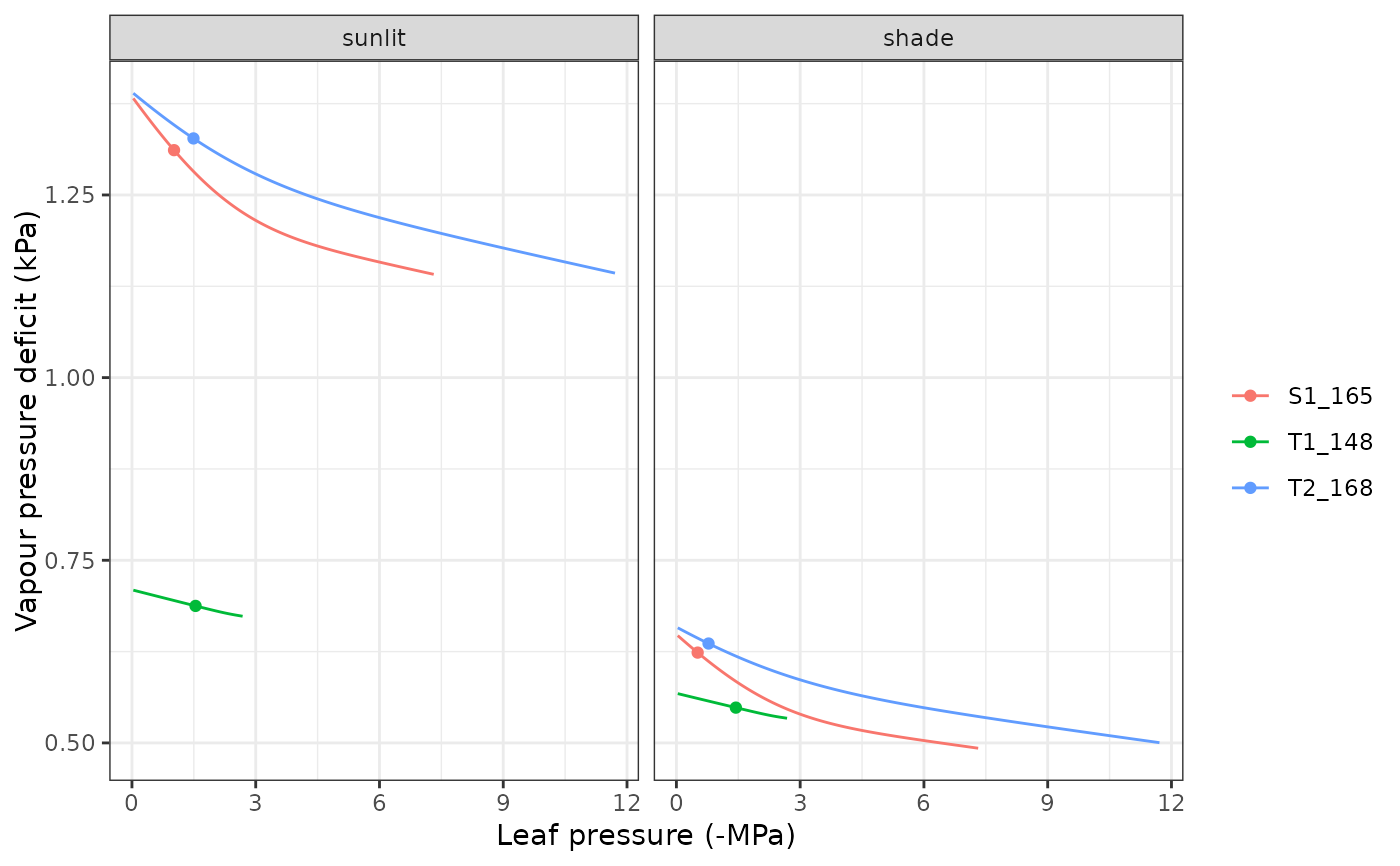 sunlit
shade
Vapour pressure deficit (kPa)
1.25
1.00
0.75
0.50
0 3 6 9 12
0 3 6 9 12
Leaf pressure (-MPa)
S1_165
T1_148
T2_168